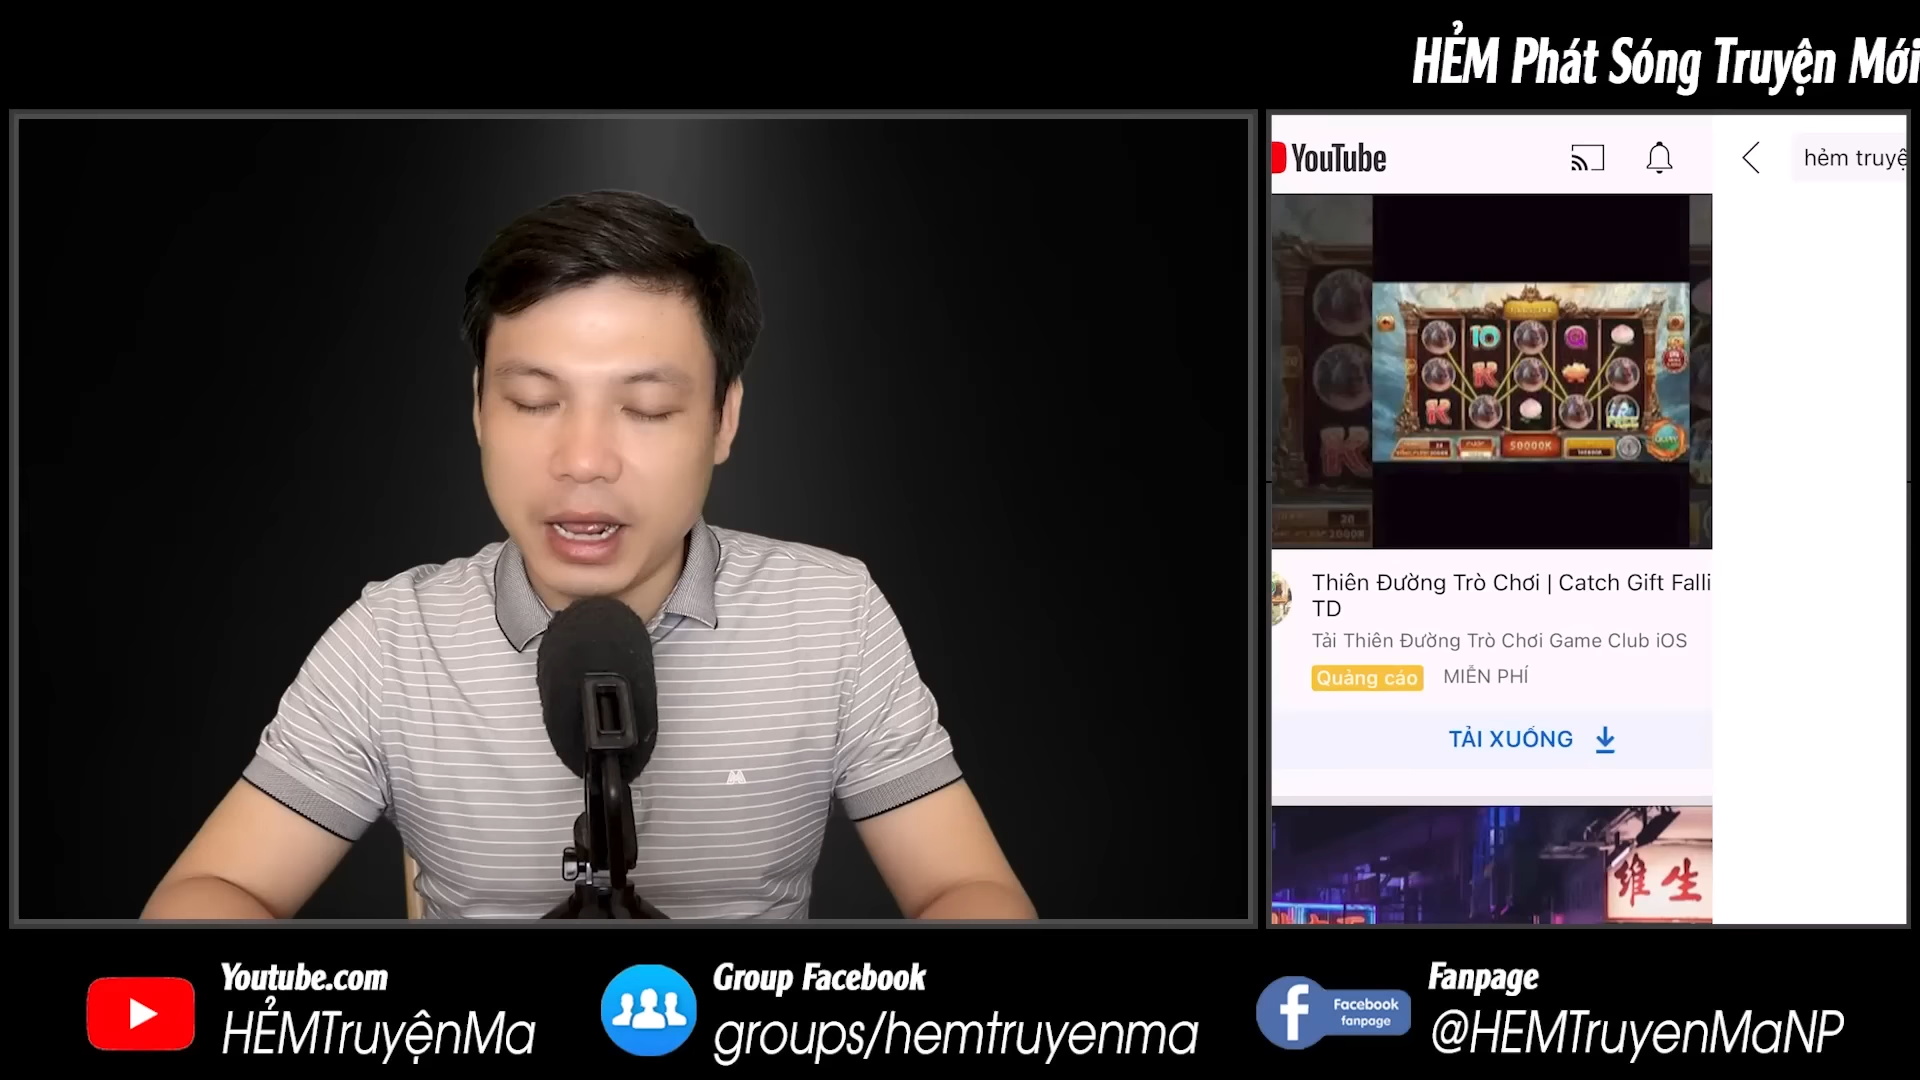 HẺM Phát Sóng Truyện Mới
YouTube
hẻm truyệ
10
Q
K
K
50000K
Thiên Đường Trò Chơi | Catch Gift Falli
TD
Tải Thiên Đường Trò Chơi Game Club iOS
Quảng cáo MIỄN PHÍ
TẢI XUỐNG
維生
Youtube.com
HẺMTruyệnMa
Group Facebook
groups/hemtruyenma
Facebook
fanpage
Fanpage
@HEMTruyenMaNP